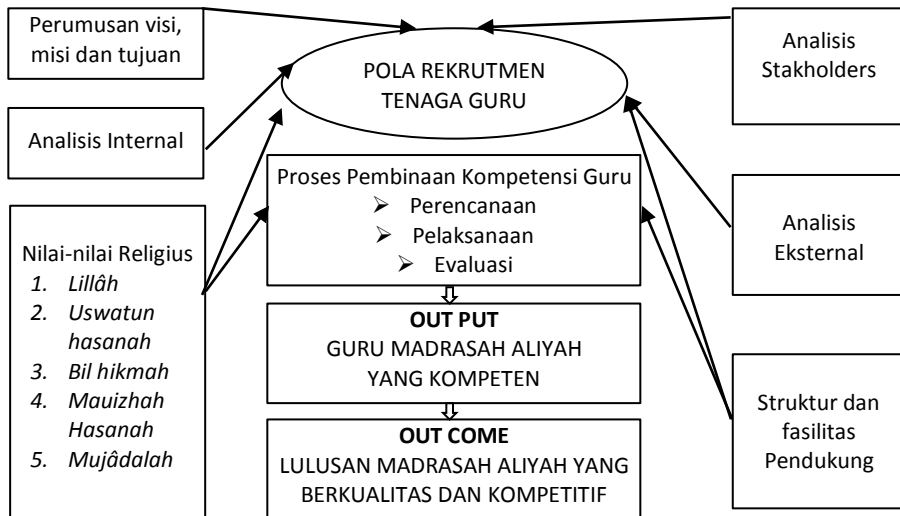 Perumusan visi,
misi dan tujuan
Analisis Internal
Nilai-nilai Religius
1. Lillâh
2. Uswatun
hasanah
3. Bil hikmah
4. Mauizhah
Hasanah
5. Mujâdalah
POLA REKRUTMEN
TENAGA GURU
Proses Pembinaan Kompetensi Guru
➢ Perencanaan
➢ Pelaksanaan
➢ Evaluasi
OUT PUT
GURU MADRASAH ALIYAH
YANG KOMPETEN
OUT COME
LULUSAN MADRASAH ALIYAH YANG
BERKUALITAS DAN KOMPETITIF
Analisis
Stakholders
Analisis
Eksternal
Struktur dan
fasilitas
Pendukung